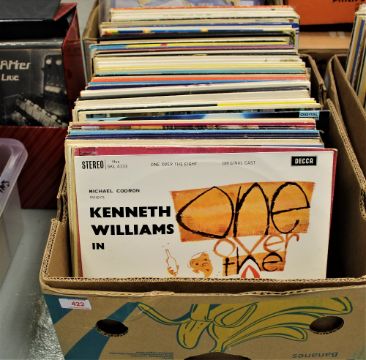 After
Live
STEREO
SKL 4133
ONE OVER THE EIGHT
ORIGINAL CAST
DECCA
MICHAEL CODRON
KENNETH
WILLIAMS
IN
One
over
the
422
Bananas